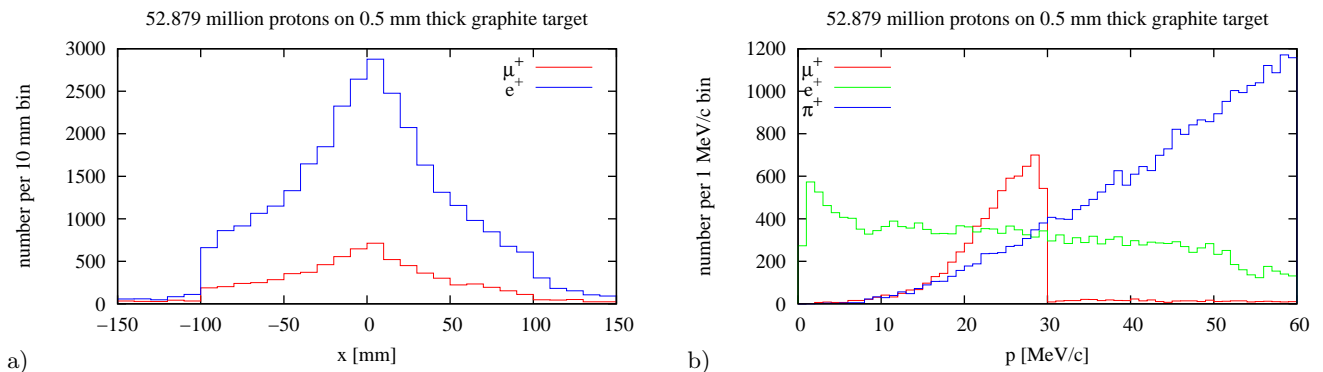 52.879 million protons on 0.5 mm thick graphite target
number per 10 mm bin
3000
2500
2000
1500
1000
500
0
μ+
e+
−150 −100 −50 0 50 100 150
x [mm]
a)
52.879 million protons on 0.5 mm thick graphite target
number per 1 MeV/c bin
1200
1000
800
600
400
200
0
μ+
e+
π+
0 10 20 30 40 50 60
p [MeV/c]
b)